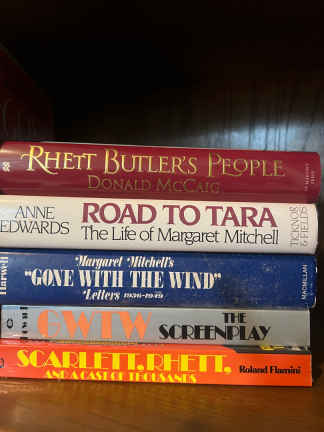 RHETT BUTLER'S PEOPLE
DONALD MCCAIG
ANNE
EDWARDS
ROAD TO TARA
The Life of Margaret Mitchell
TICKNOR
& FIELDS
Harwell
Margaret Mitchell's
"GONE WITH THE WIND"
Letters 1936-1949
MACMILLAN
GWTW THE
SCREENPLAY
SCARLETT, RHETT,
AND A CAST OF THOUSANDS
Roland Flamini